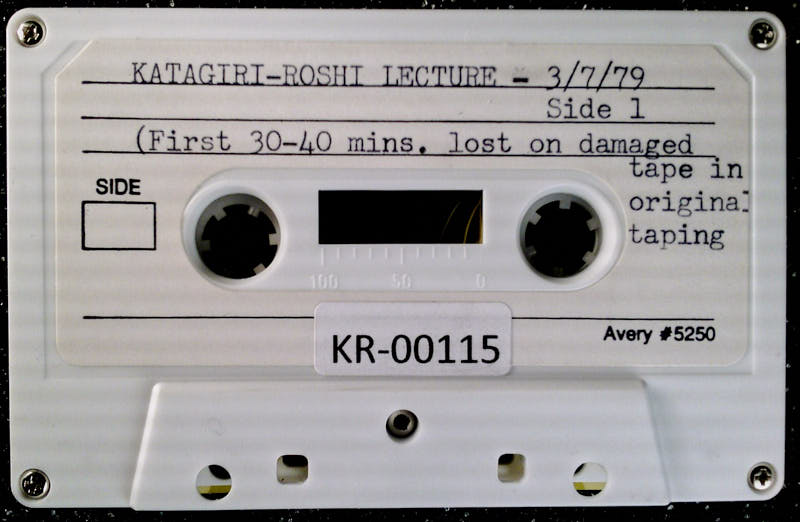 KATAGIRI-ROSHI LECTURE - 3/7/79
Side 1
(First 30-40 mins. lost on damaged
tape in
original
taping
SIDE
100 50 0
Avery #5250
KR-00115